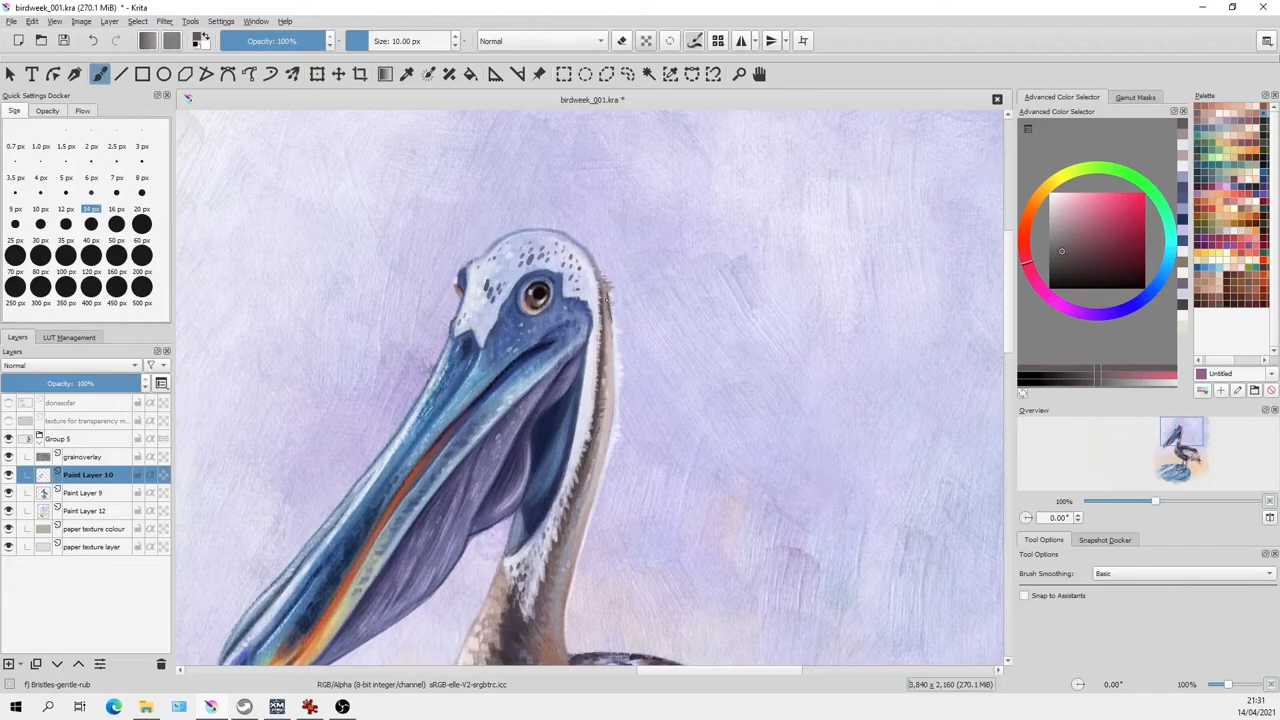 birdweek_001.kra (270.1 MiB) * - Krita
File Edit View Image Layer Select Filter Tools Settings Window Help
Opacity: 100% Size: 10.00 px Normal
Quick Settings Docker
Size Opacity Flow
0.7 px 1.0 px 1.5 px 2 px 2.5 px 3 px
3.5 px 4 px 5 px 6 px 7 px 8 px
9 px 10 px 12 px 14 px 16 px 20 px
25 px 30 px 35 px 40 px 50 px 60 px
70 px 80 px 90 px 100 px 120 px 160 px
200 px 250 px 300 px
250 px 300 px 350 px 400 px 450 px 500 px
birdweek_001.kra *
Layers LUT Management
Layers
Normal
Opacity: 100%
donesofar
texture for transparency m...
Group 5
grainoverlay
Paint Layer 10
Paint Layer 9
Paint Layer 12
paper texture colour
paper texture layer
Advanced Color Selector Gamut Masks
Advanced Color Selector
Palette
Untitled
Overview
100%
0.00°
Tool Options Snapshot Docker
Tool Options
Brush Smoothing: Basic
Snap to Assistants
f) Bristles-gentle-rub
RGB/Alpha (8-bit integer/channel) sRGB-elle-V2-srgbtrc.icc
3,840 x 2,160 (270.1 MiB)
0.00°
100%
XM
PLAY
21:31
14/04/2021